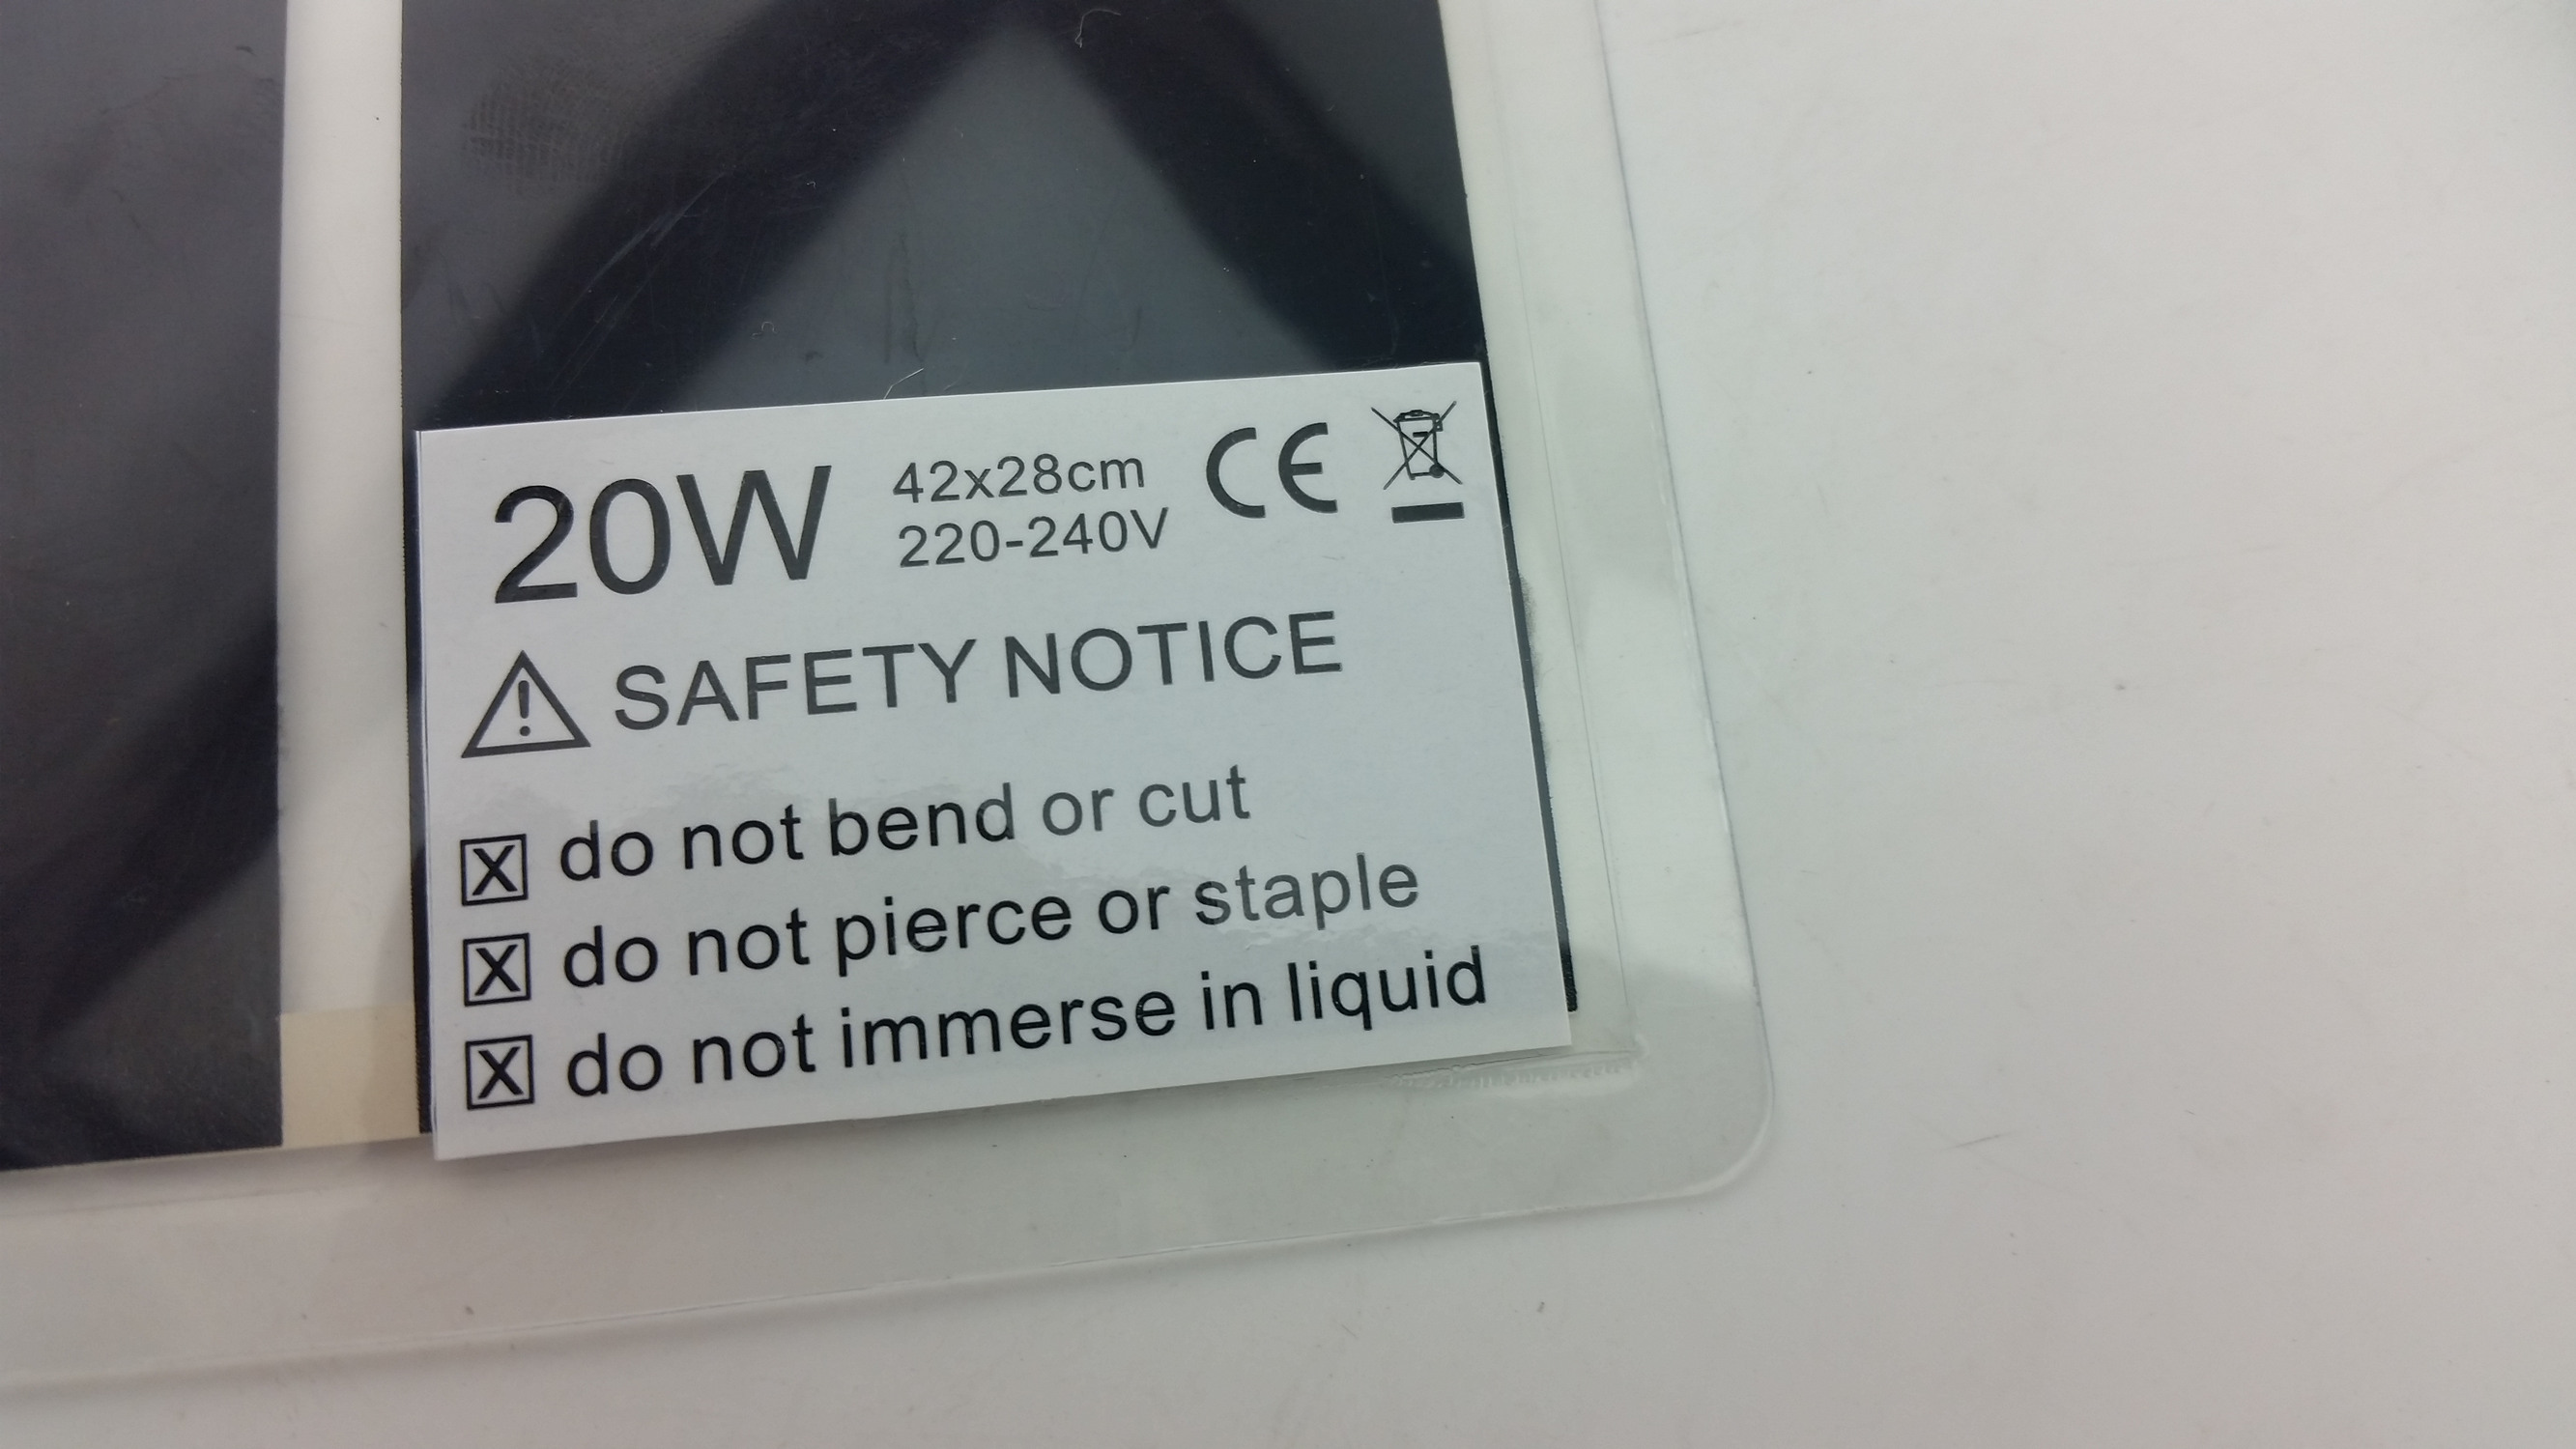 20W 42x28cm CE
220-240V
! SAFETY NOTICE
X do not bend or cut
X do not pierce or staple
X do not immerse in liquid